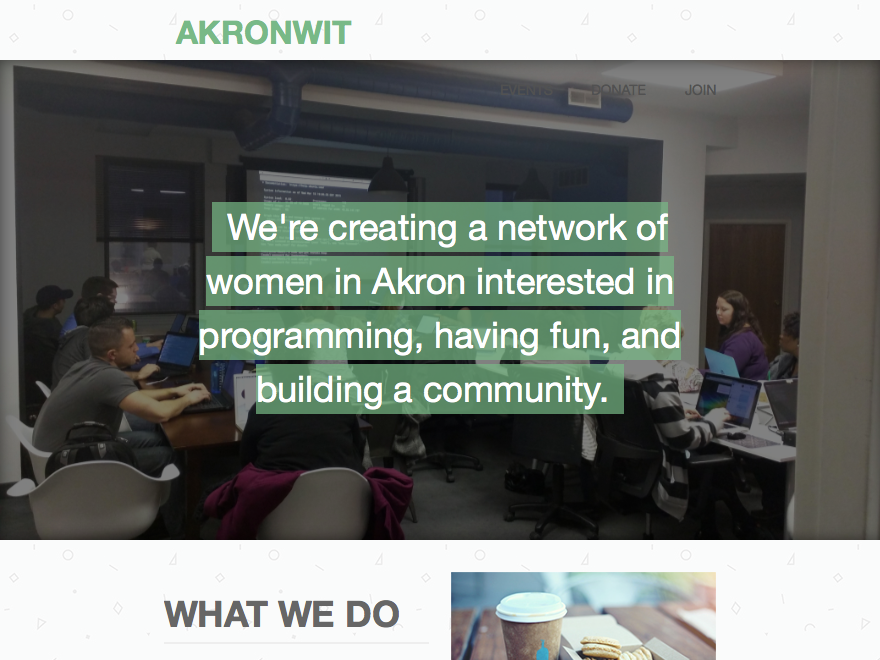 AKRONWIT
EVENTS DONATE JOIN
We're creating a network of
women in Akron interested in
programming, having fun, and
building a community.
WHAT WE DO